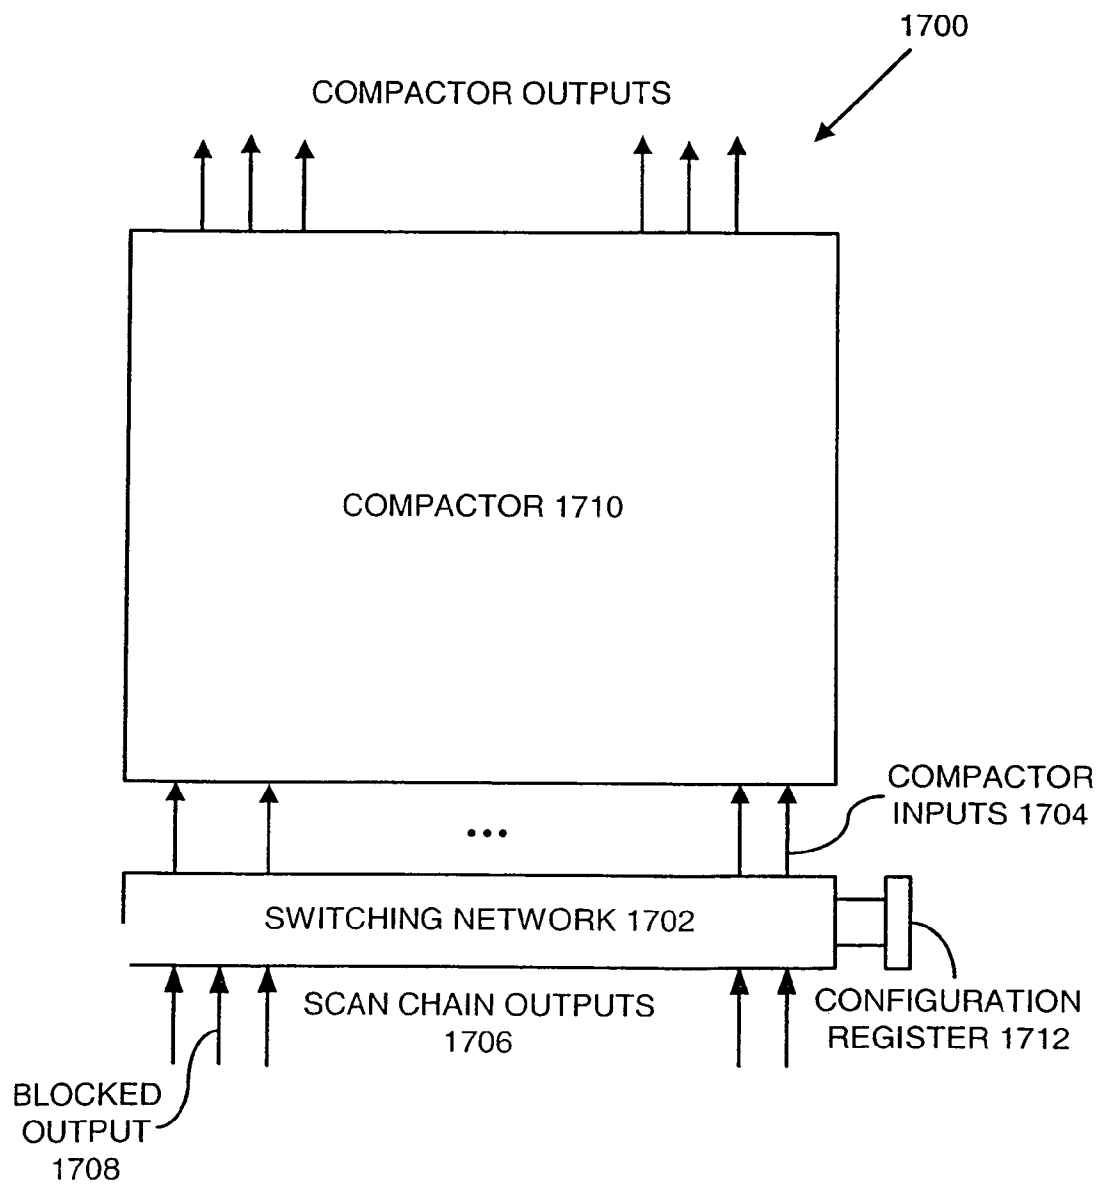 1700
COMPACTOR OUTPUTS
COMPACTOR 1710
COMPACTOR
INPUTS 1704
...
SWITCHING NETWORK 1702
SCAN CHAIN OUTPUTS
1706
CONFIGURATION
REGISTER 1712
BLOCKED
OUTPUT
1708